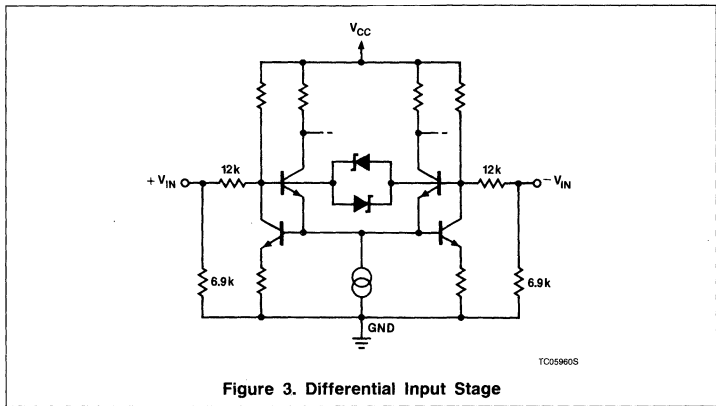 VCC
12k
12k
+ VIN
− VIN
6.9k
6.9k
GND
TC05960S
Figure 3. Differential Input Stage